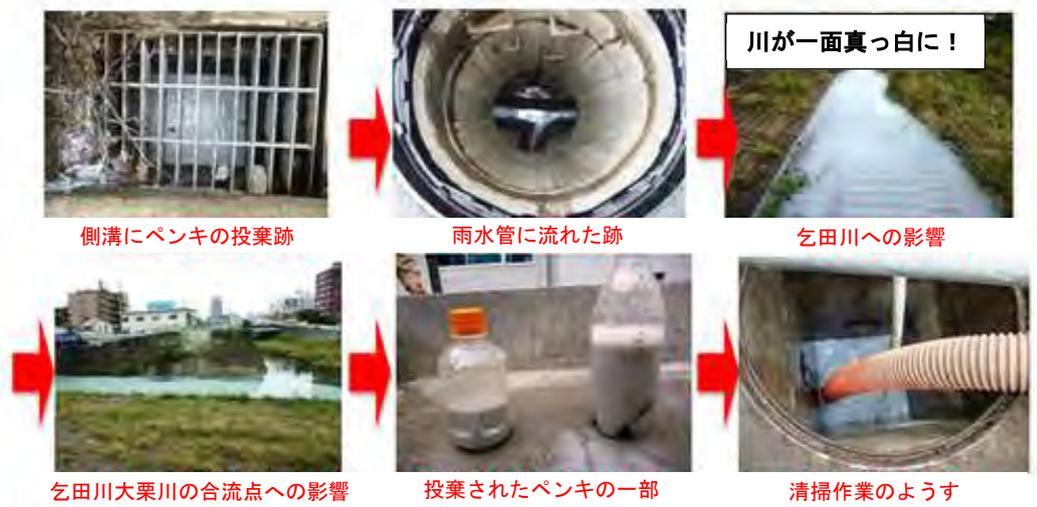 川が一面真っ白に！
側溝にペンキの投棄跡
雨水管に流れた跡
乞田川への影響
乞田川大栗川の合流点への影響
投棄されたペンキの一部
清掃作業のようす